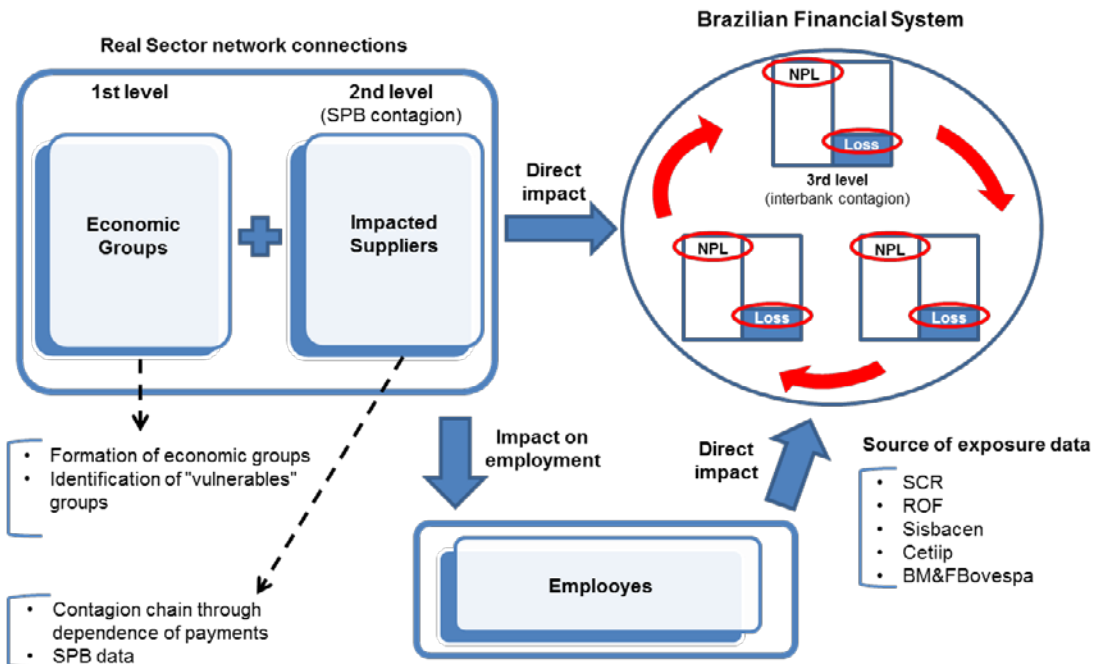 Brazilian Financial System
Real Sector network connections
1st level
2nd level
(SPB contagion)
Economic
Groups
Impacted
Suppliers
Direct
impact
NPL
Loss
3rd level
(interbank contagion)
NPL
Loss
NPL
Loss
• Formation of economic groups
• Identification of "vulnerables"
groups
Impact on
employment
Direct
impact
Source of exposure data
• SCR
• ROF
• Sisbacen
• Cetiip
• BM&FBovespa
Emplooyes
• Contagion chain through
dependence of payments
• SPB data